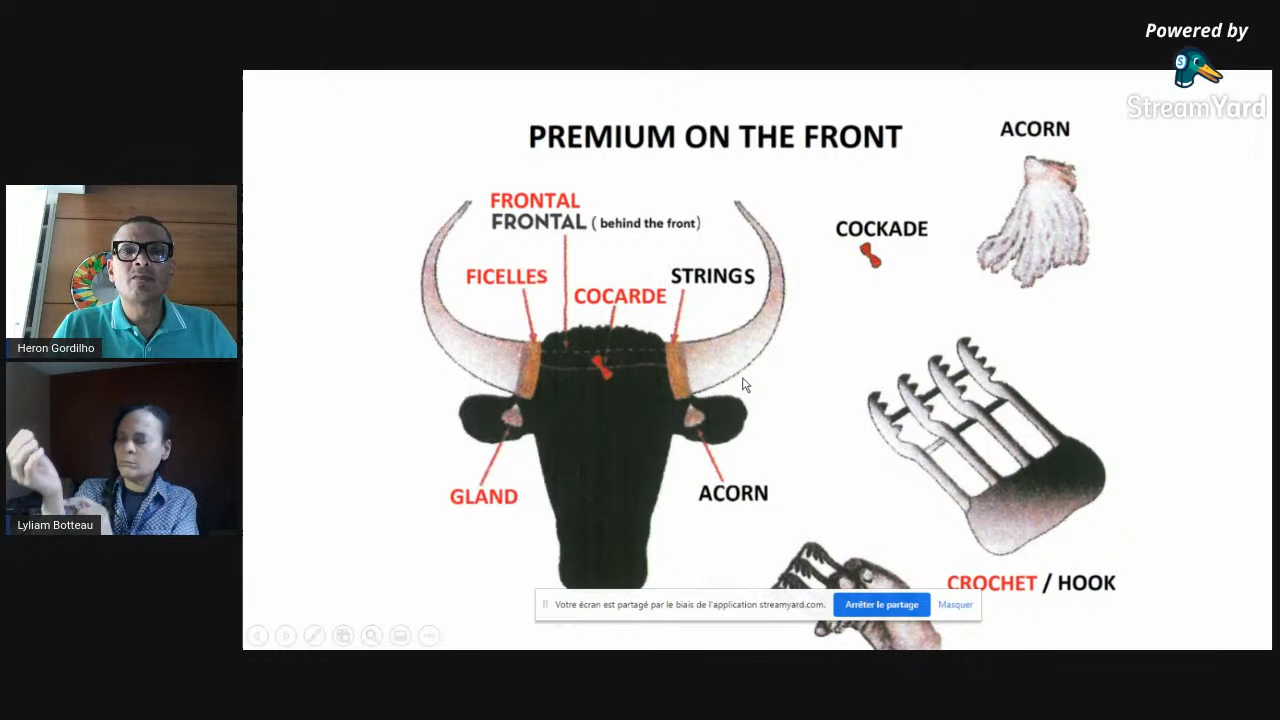 Powered by
StreamYard
PREMIUM ON THE FRONT
ACORN
FRONTAL
FRONTAL ( behind the front)
COCKADE
FICELLES
STRINGS
COCARDE
GLAND
ACORN
CROCHET / HOOK
Heron Gordilho
Lyliam Botteau
Votre écran est partagé par le biais de l'application streamyard.com.
Arrêter le partage
Masquer